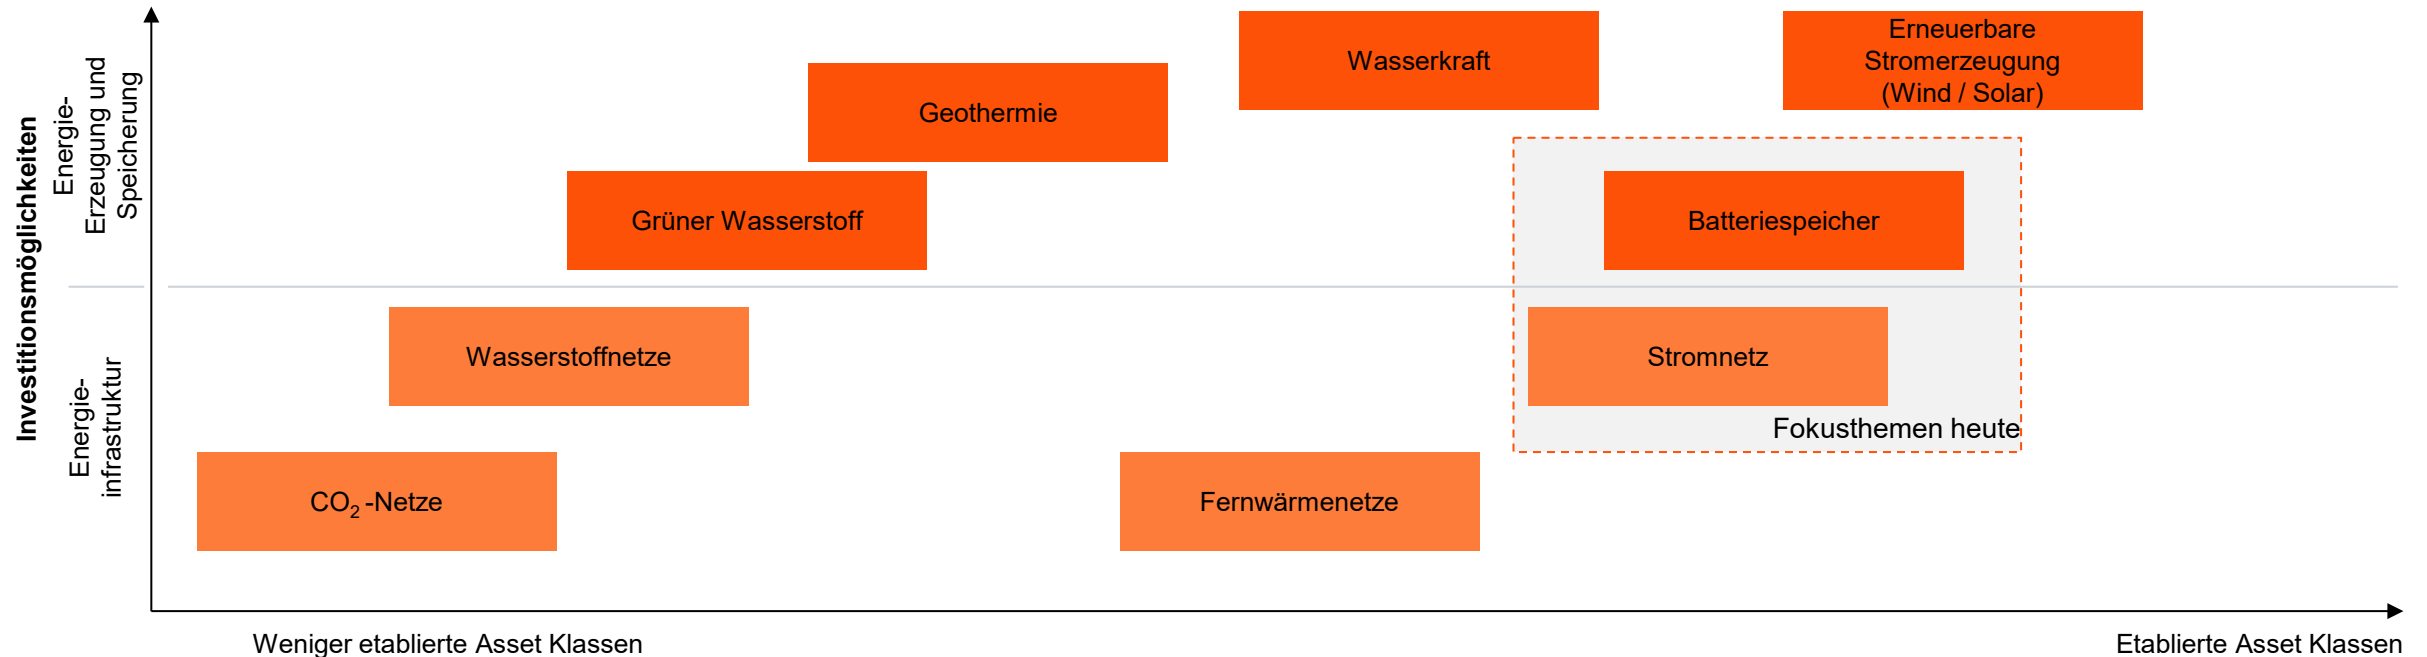 Investitionsmöglichkeiten
Energie-
Erzeugung und
Speicherung
Energie-
infrastruktur
Wasserkraft
Erneuerbare
Stromerzeugung
(Wind / Solar)
Geothermie
Grüner Wasserstoff
Batteriespeicher
Wasserstoffnetze
Stromnetz
Fokusthemen heute
CO₂ -Netze
Fernwärmenetze
Weniger etablierte Asset Klassen
Etablierte Asset Klassen